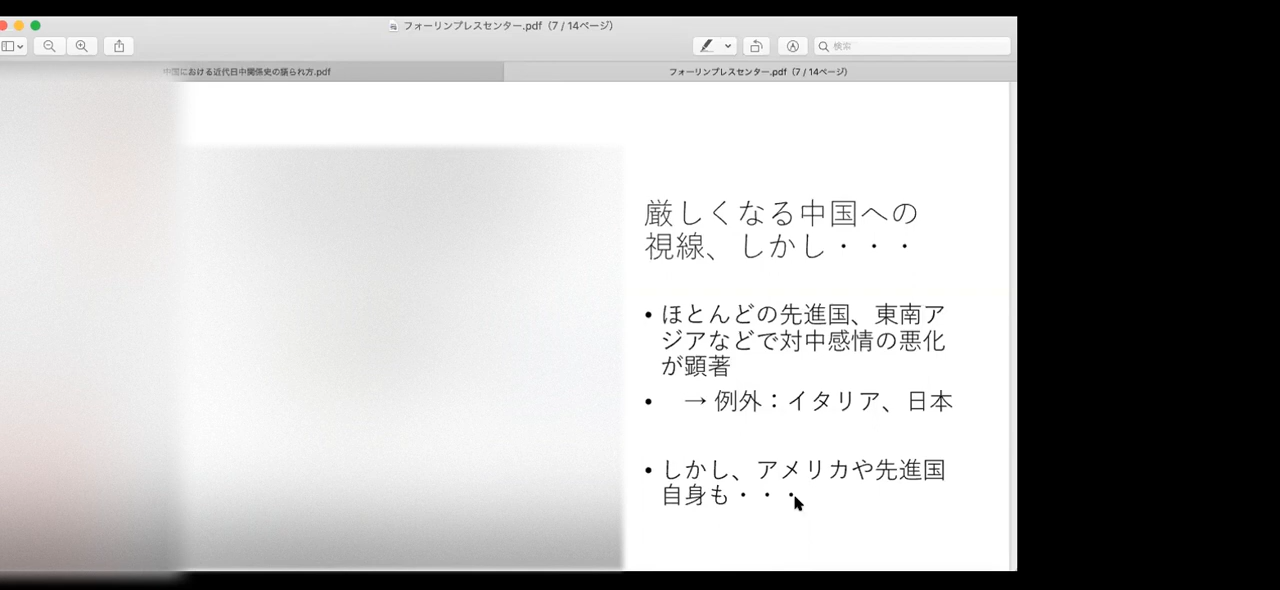 フォーリンプレスセンター.pdf（7 / 14ページ）
検索
中国における近代日中関係史の語られ方.pdf
フォーリンプレスセンター.pdf（7 / 14ページ）
厳しくなる中国への
視線、しかし・・・
• ほとんどの先進国、東南ア
ジアなどで対中感情の悪化
が顕著
• → 例外：イタリア、日本
• しかし、アメリカや先進国
自身も・・・